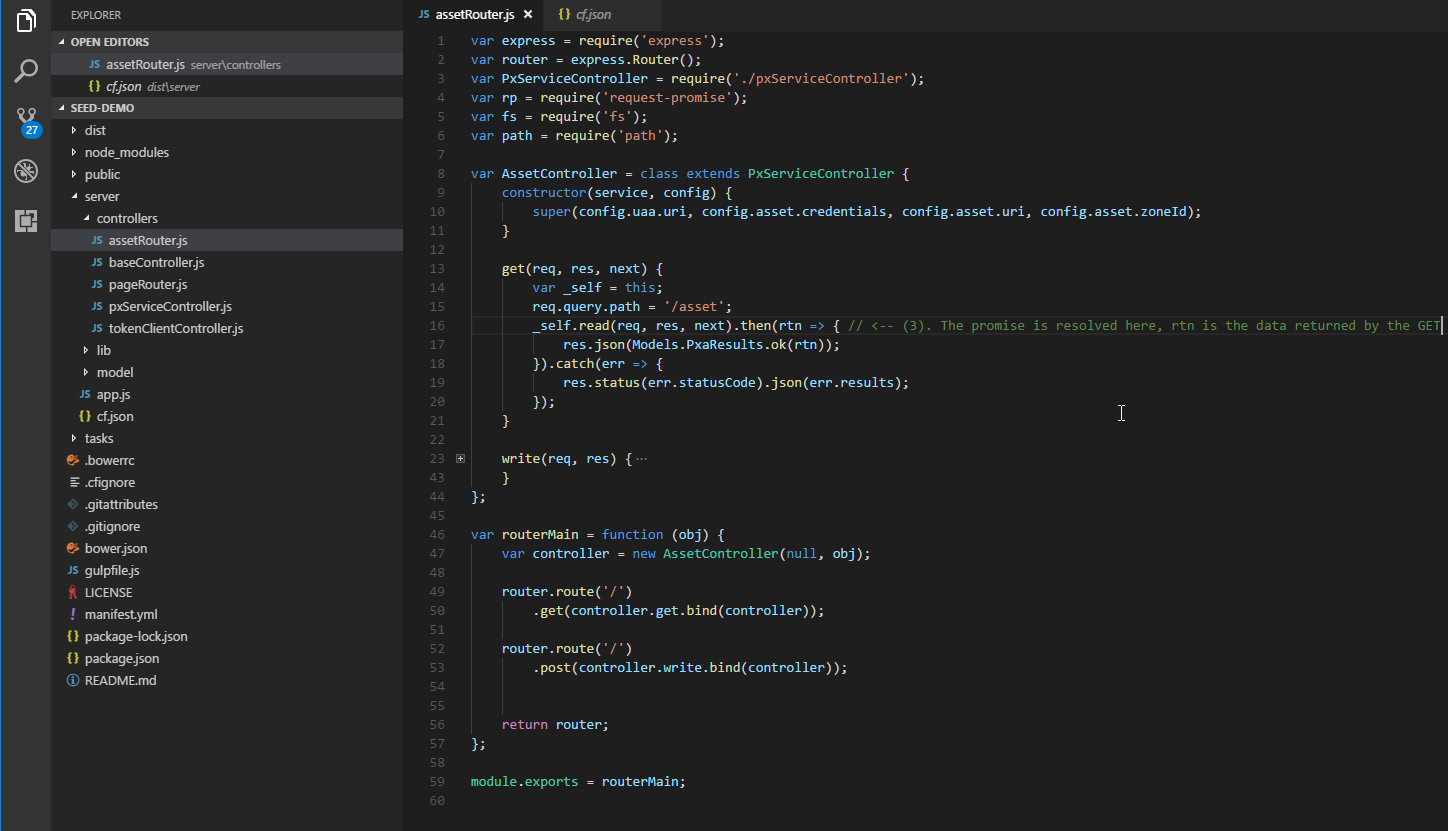 EXPLORER
OPEN EDITORS
JS assetRouter.js server\controllers
{} cf.json dist\server
SEED-DEMO
27
dist
node_modules
public
server
controllers
JS assetRouter.js
JS baseController.js
JS pageRouter.js
JS pxServiceController.js
JS tokenClientController.js
lib
model
JS app.js
{} cf.json
tasks
.bowerrc
.cfignore
.gitattributes
.gitignore
bower.json
JS gulpfile.js
LICENSE
! manifest.yml
{} package-lock.json
{} package.json
README.md
JS assetRouter.js × {} cf.json
1 var express = require('express');
2 var router = express.Router();
3 var PxServiceController = require('./pxServiceController');
4 var rp = require('request-promise');
5 var fs = require('fs');
6 var path = require('path');
7
8 var AssetController = class extends PxServiceController {
9 constructor(service, config) {
10 super(config.uaa.uri, config.asset.credentials, config.asset.uri, config.asset.zoneId);
11 }
12
13 get(req, res, next) {
14 var _self = this;
15 req.query.path = '/asset';
16 _self.read(req, res, next).then(rtn => { // <-- (3). The promise is resolved here, rtn is the data returned by the GET
17 res.json(Models.PxaResults.ok(rtn));
18 }).catch(err => {
19 res.status(err.statusCode).json(err.results);
20 });
21 }
22
23 write(req, res) { ···
43 }
44 };
45
46 var routerMain = function (obj) {
47 var controller = new AssetController(null, obj);
48
49 router.route('/')
50 .get(controller.get.bind(controller));
51
52 router.route('/')
53 .post(controller.write.bind(controller));
54
55
56 return router;
57 };
58
59 module.exports = routerMain;
60